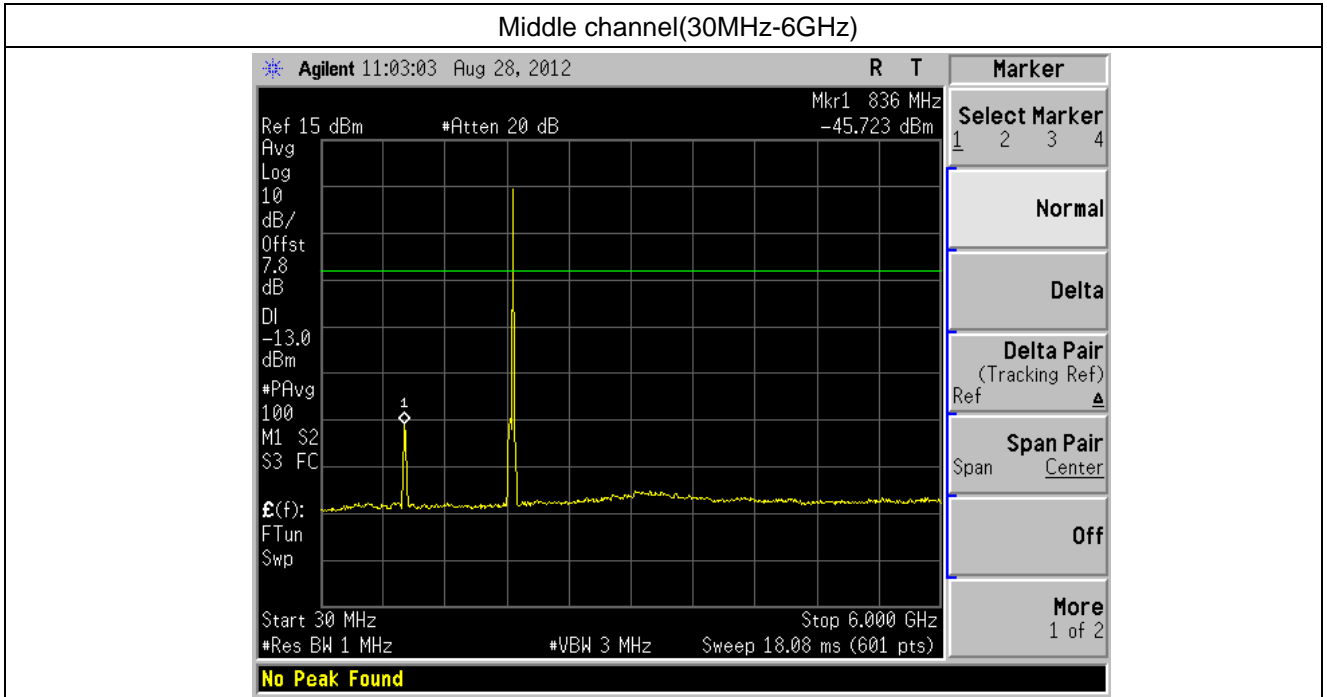 Middle channel(30MHz-6GHz)
Agilent 11:03:03 Aug 28, 2012 R T
Mkr1 836 MHz
Ref 15 dBm #Atten 20 dB -45.723 dBm
Avg
Log
10
dB/
Offst
7.8
dB
DI
-13.0
dBm
#PAvg
100
M1 S2
S3 FC
£(f):
FTun
Swp
1
Start 30 MHz Stop 6.000 GHz
#Res BW 1 MHz #VBW 3 MHz Sweep 18.08 ms (601 pts)
No Peak Found
Marker
Select Marker
1 2 3 4
Normal
Delta
Delta Pair
(Tracking Ref)
Ref Δ
Span Pair
Span Center
Off
More
1 of 2